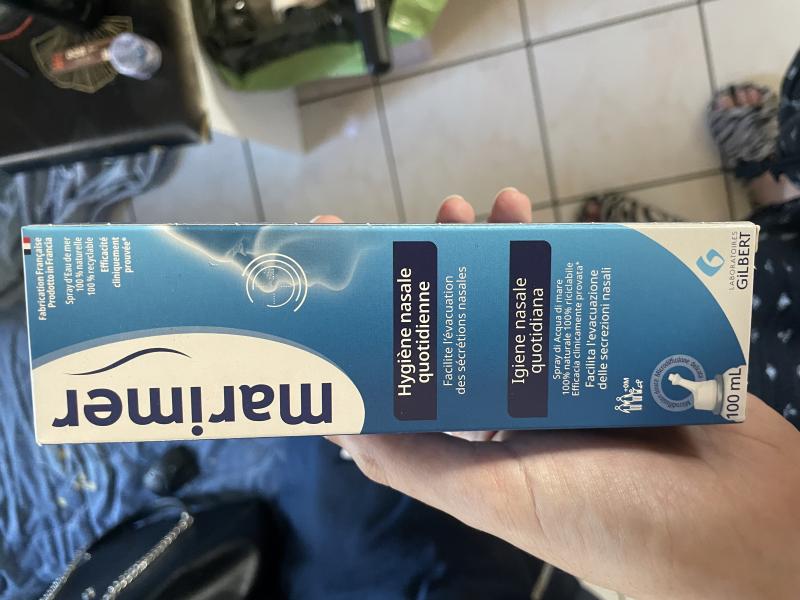 Fabrication Française
Prodotto in Francia
Spray d'Eau de mer
100 % naturelle
100 % recyclable
Efficacité
cliniquement
prouvée*
marimer
Hygiène nasale
quotidienne
Facilite l'évacuation
des sécrétions nasales
Igiene nasale
quotidiana
Spray di Acqua di mare
100% naturale 100% riciclabile
Efficacia clinicamente provata*
Facilita l'evacuazione
delle secrezioni nasali
100 mL
LABORATOIRES
GILBERT